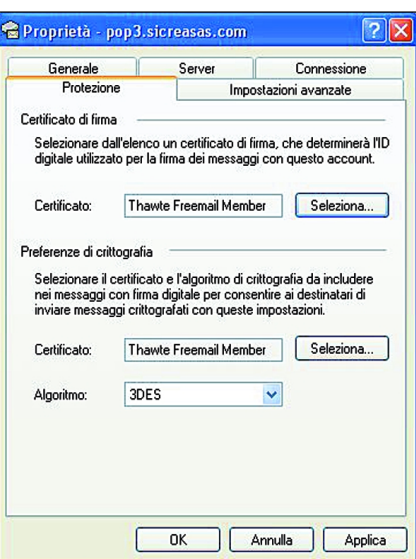 Proprietà - pop3.sicreasas.com
Generale Server Connessione
Protezione Impostazioni avanzate
Certificato di firma
Selezionare dall'elenco un certificato di firma, che determinerà l'ID
digitale utilizzato per la firma dei messaggi con questo account.
Certificato: Thawte Freemail Member Seleziona...
Preferenze di crittografia
Selezionare il certificato e l'algoritmo di crittografia da includere
nei messaggi con firma digitale per consentire ai destinatari di
inviare messaggi crittografati con queste impostazioni.
Certificato: Thawte Freemail Member Seleziona...
Algoritmo: 3DES
OK Annulla Applica